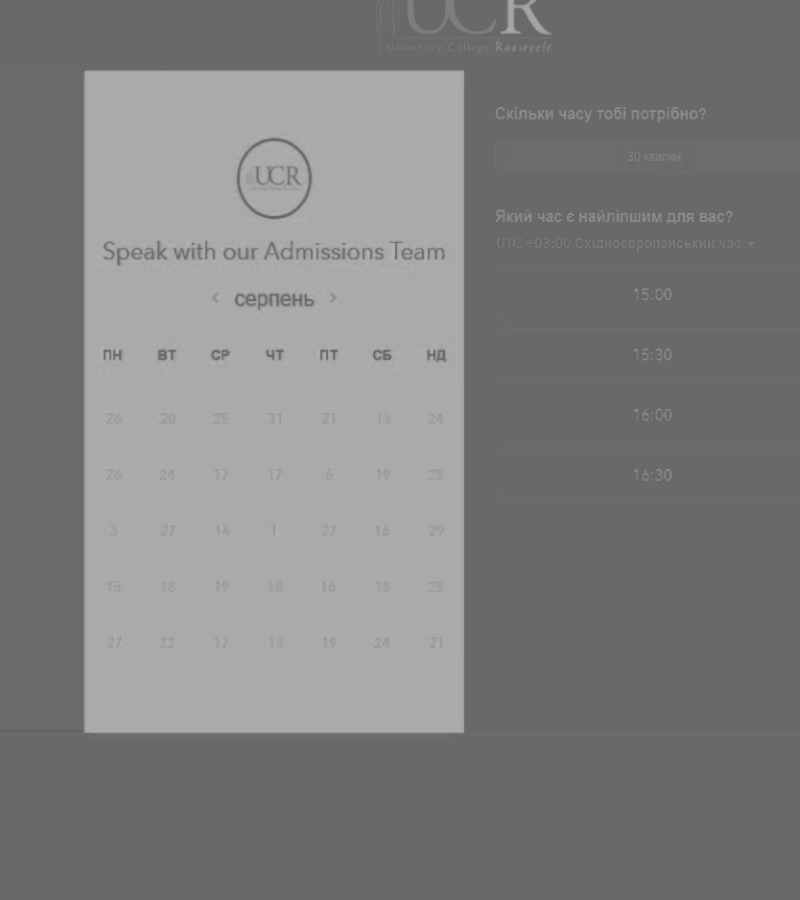 UCR
University College Roosevelt
UCR
Speak with our Admissions Team
серпень
ПН ВТ СР ЧТ ПТ СБ НД
26 20 25 31 21 13 24
26 24 17 17 6 19 25
3 27 14 1 27 16 29
15 18 19 18 16 18 25
27 23 17 13 19 24 21
Скільки часу тобі потрібно?
30 хвилин
Який час є найліпшим для вас?
UTC +03:00 Східноєвропейський час
15:00
15:30
16:00
16:30